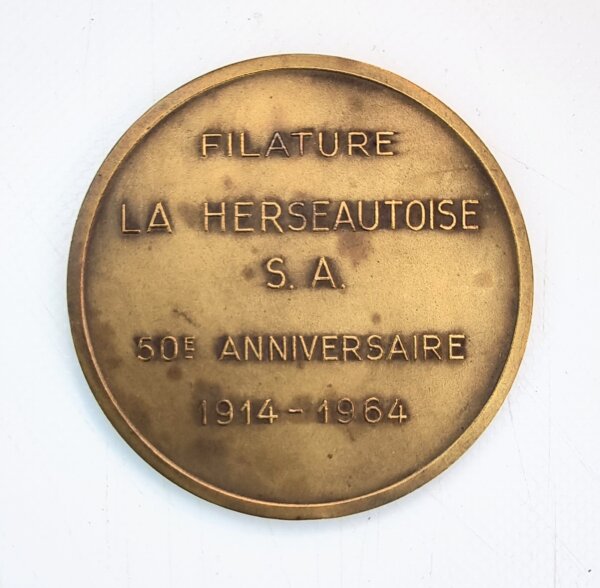 FILATURE
LA HERSEAUTOISE
S. A.
50E ANNIVERSAIRE
1914 - 1964